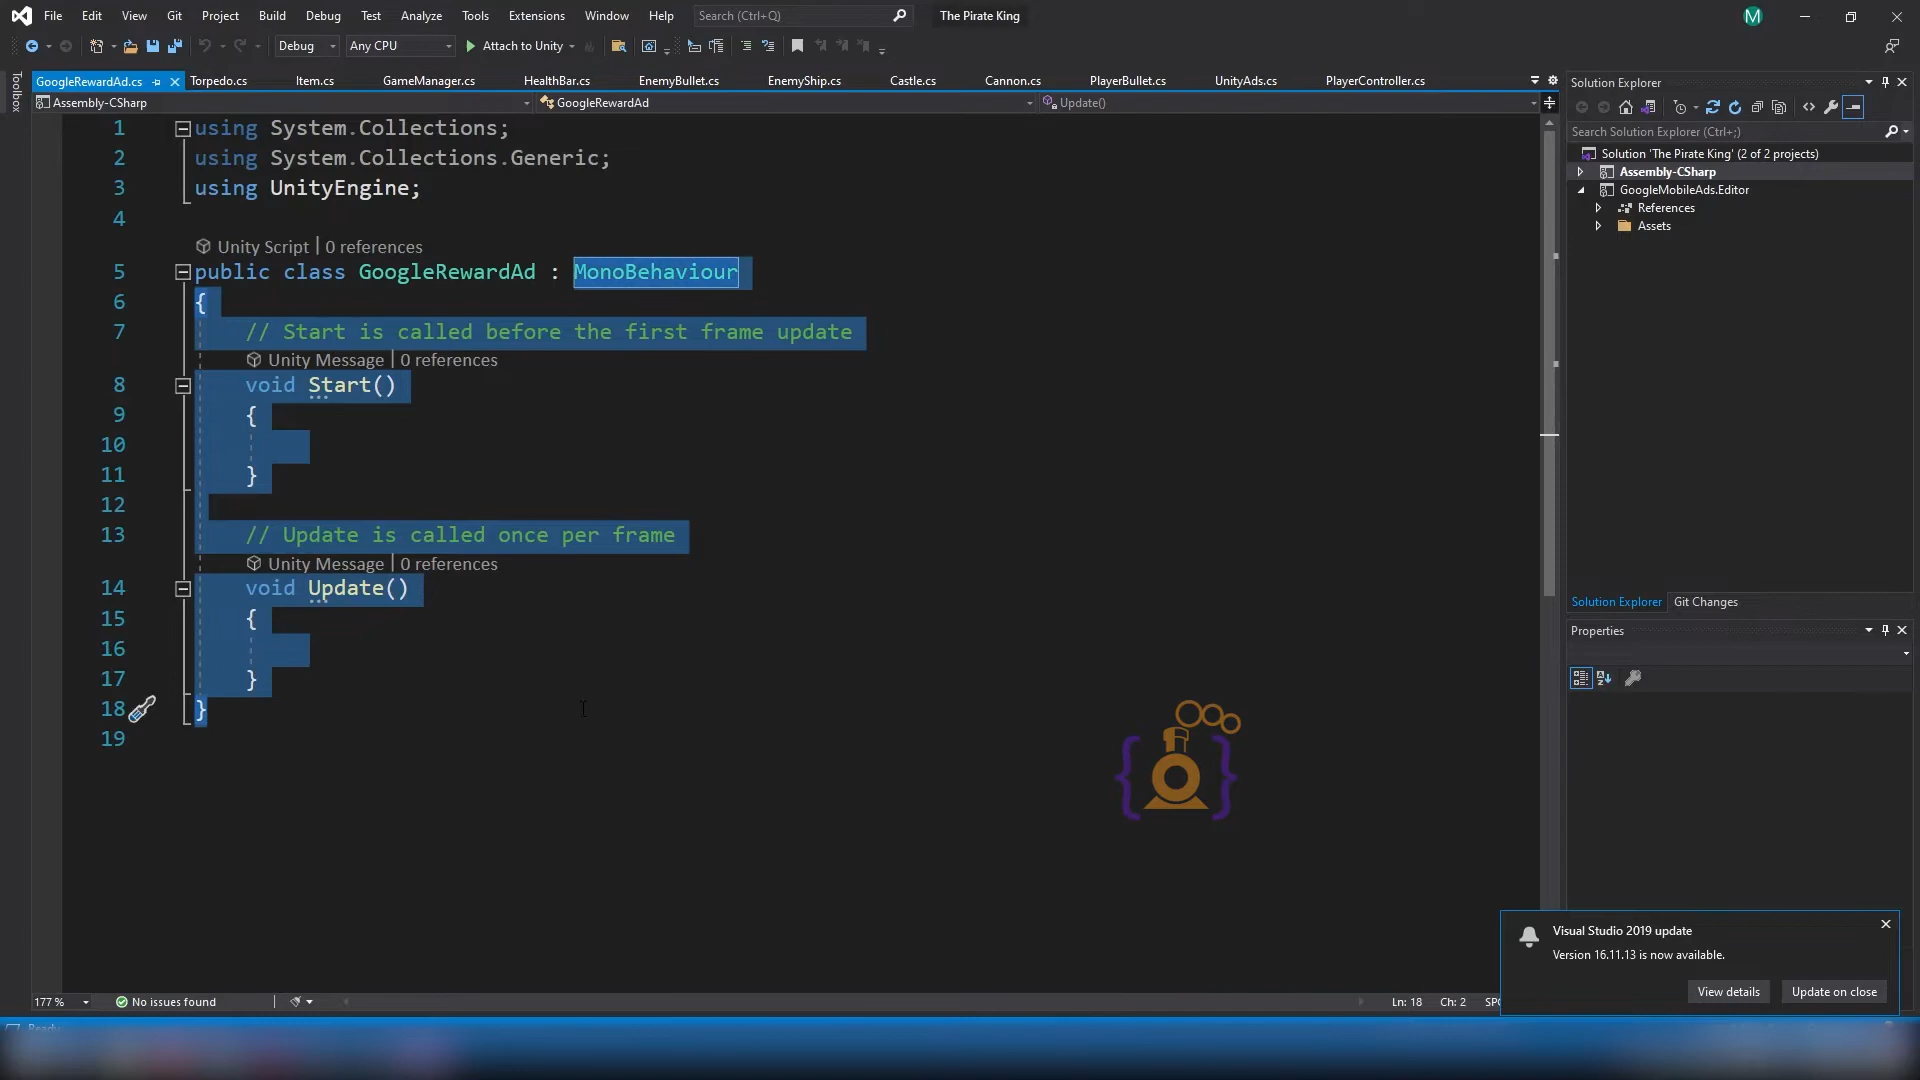 File Edit View Git Project Build Debug Test Analyze Tools Extensions Window Help Search (Ctrl+Q) The Pirate King M
Debug Any CPU Attach to Unity
Toolbox
GoogleRewardAd.cs Torpedo.cs Item.cs GameManager.cs HealthBar.cs EnemyBullet.cs EnemyShip.cs Castle.cs Cannon.cs PlayerBullet.cs UnityAds.cs PlayerController.cs
Assembly-CSharp GoogleRewardAd Update()
1 using System.Collections;
2 using System.Collections.Generic;
3 using UnityEngine;
4
Unity Script | 0 references
5 public class GoogleRewardAd : MonoBehaviour
6 {
7 // Start is called before the first frame update
Unity Message | 0 references
8 void Start()
9 {
10
11 }
12
13 // Update is called once per frame
Unity Message | 0 references
14 void Update()
15 {
16
17 }
18 }
19
177 % No issues found Ln: 18 Ch: 2
Solution Explorer
Search Solution Explorer (Ctrl+;)
Solution 'The Pirate King' (2 of 2 projects)
Assembly-CSharp
GoogleMobileAds.Editor
References
Assets
Solution Explorer Git Changes
Properties
Visual Studio 2019 update
Version 16.11.13 is now available.
View details Update on close
Ready